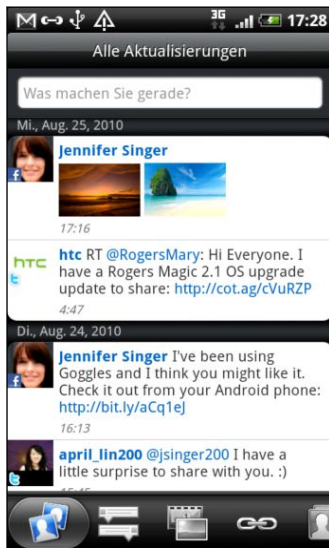 3G 17:28
Alle Aktualisierungen
Was machen Sie gerade?
Mi., Aug. 25, 2010
Jennifer Singer
17:16
htc RT @RogersMary: Hi Everyone. I
have a Rogers Magic 2.1 OS upgrade
update to share: http://cot.ag/cVuRZP
4:47
Di., Aug. 24, 2010
Jennifer Singer I've been using
Goggles and I think you might like it.
Check it out from your Android phone:
http://bit.ly/aCq1eJ
16:13
april_lin200 @jsinger200 I have a
little surprise to share with you. :)